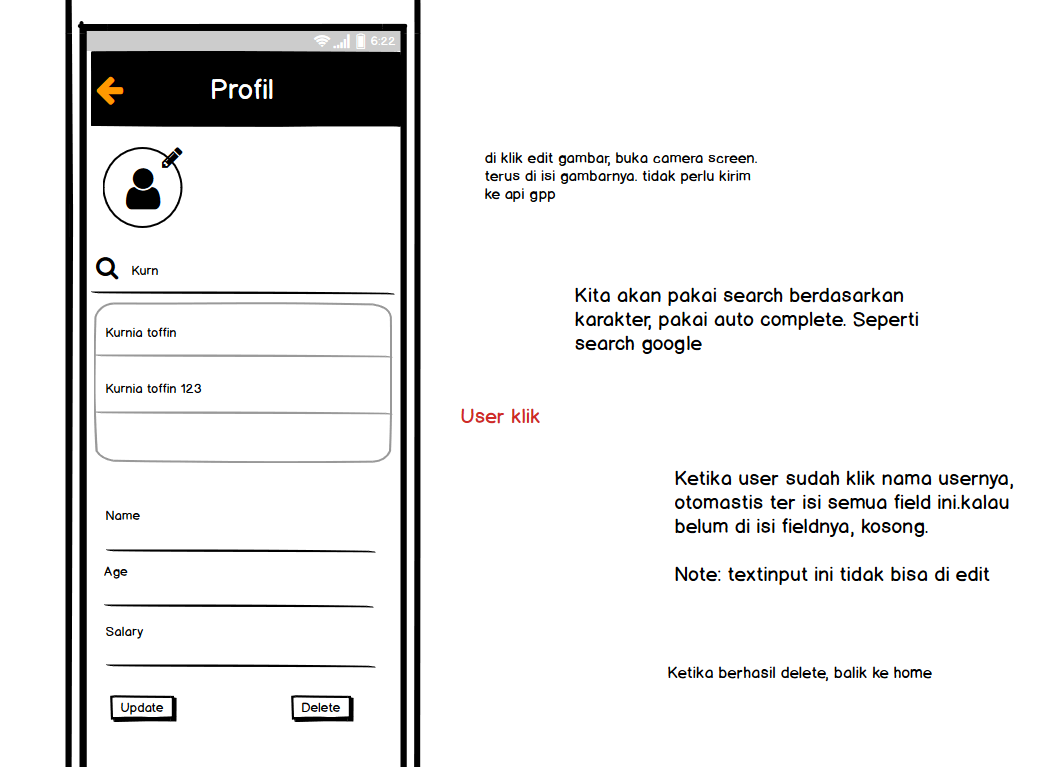 6:22
Profil
di klik edit gambar, buka camera screen.
terus di isi gambarnya. tidak perlu kirim
ke api gpp
Kurn
Kita akan pakai search berdasarkan
karakter, pakai auto complete. Seperti
search google
Kurnia toffin
Kurnia toffin 123
User klik
Ketika user sudah klik nama usernya,
otomastis ter isi semua field ini.kalau
belum di isi fieldnya, kosong.
Note: textinput ini tidak bisa di edit
Name
Age
Salary
Ketika berhasil delete, balik ke home
Update
Delete